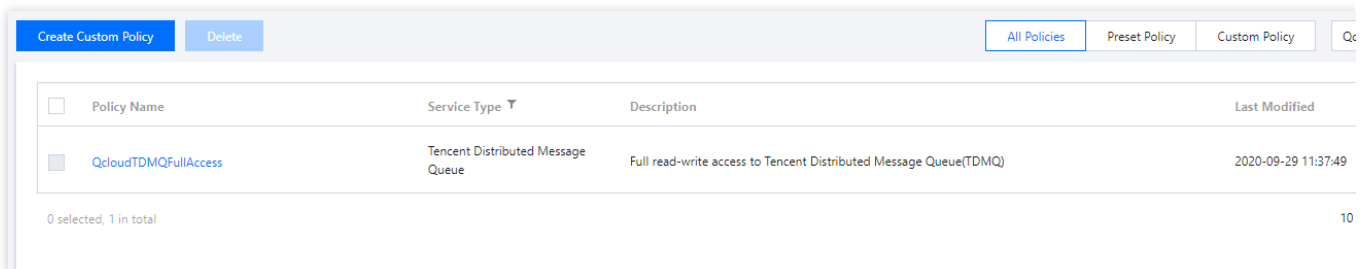 Create Custom Policy Delete All Policies Preset Policy Custom Policy
Policy Name Service Type Description Last Modified
QcloudTDMQFullAccess Tencent Distributed Message Queue Full read-write access to Tencent Distributed Message Queue(TDMQ) 2020-09-29 11:37:49
0 selected, 1 in total 10